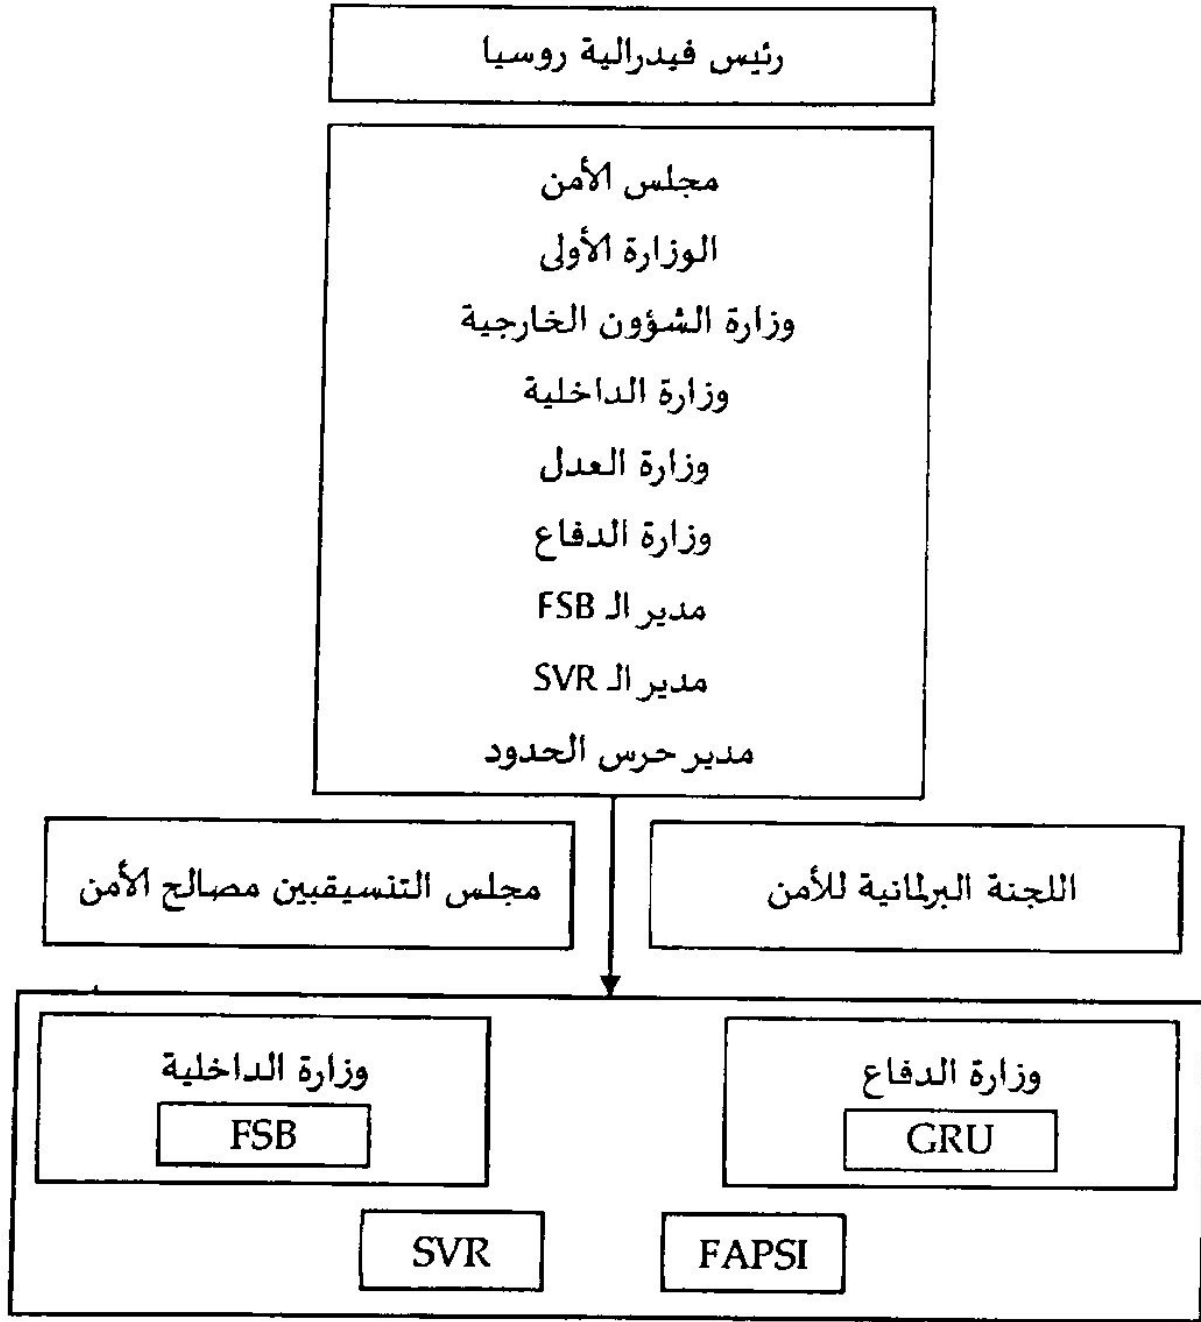 رئيس فيدرالية روسيا
مجلس الأمن
الوزارة الأولى
وزارة الشؤون الخارجية
وزارة الداخلية
وزارة العدل
وزارة الدفاع
مدير الـ FSB
مدير الـ SVR
مدير حرس الحدود
اللجنة البرلمانية للأمن
مجلس التنسيقبين مصالح الأمن
وزارة الدفاع
GRU
وزارة الداخلية
FSB
FAPSI
SVR